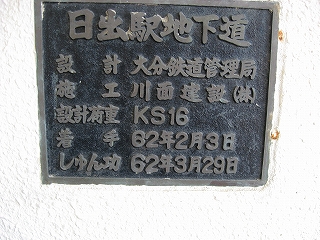 日出駅地下道
設計 大分鉄道管理局
施工 川面建設(株)
設計荷重 KS16
着手 62年2月3日
しゅん功 62年3月29日